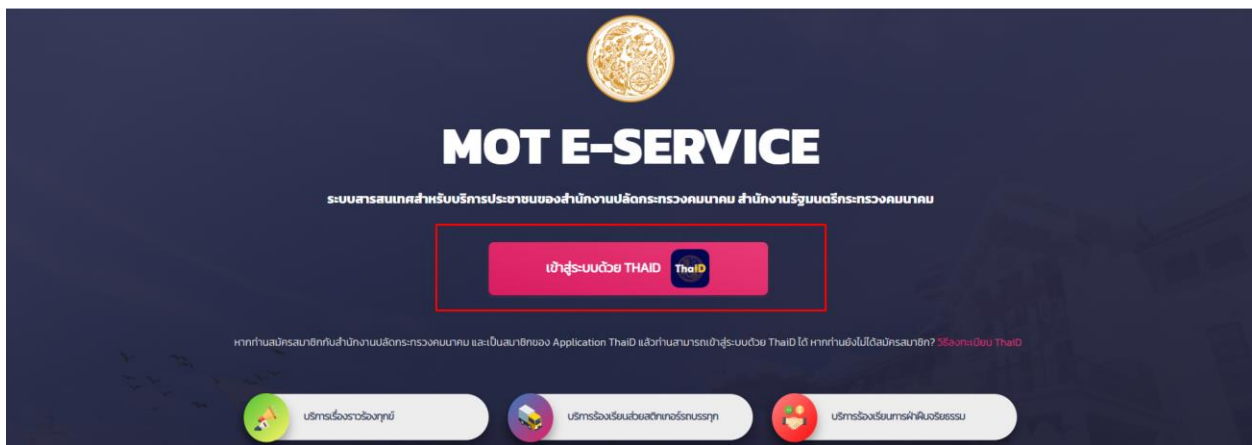 MOT E-SERVICE
ระบบสารสนเทศสำหรับบริการประชาชนของสำนักงานปลัดกระทรวงคมนาคม สำนักงานรัฐมนตรีกระทรวงคมนาคม
เข้าสู่ระบบด้วย THAID ThaID
หากท่านสมัครสมาชิกกับสำนักงานปลัดกระทรวงคมนาคม และเป็นสมาชิกของ Application ThaiD แล้วท่านสามารถเข้าสู่ระบบด้วย ThaiD ได้ หากท่านยังไม่ได้สมัครสมาชิก? วิธีลงทะเบียน ThaID
บริการเรื่องราวร้องทุกข์
บริการร้องเรียนส่วยสติกเกอร์รถบรรทุก
บริการร้องเรียนการฝ่าฝืนจริยธรรม